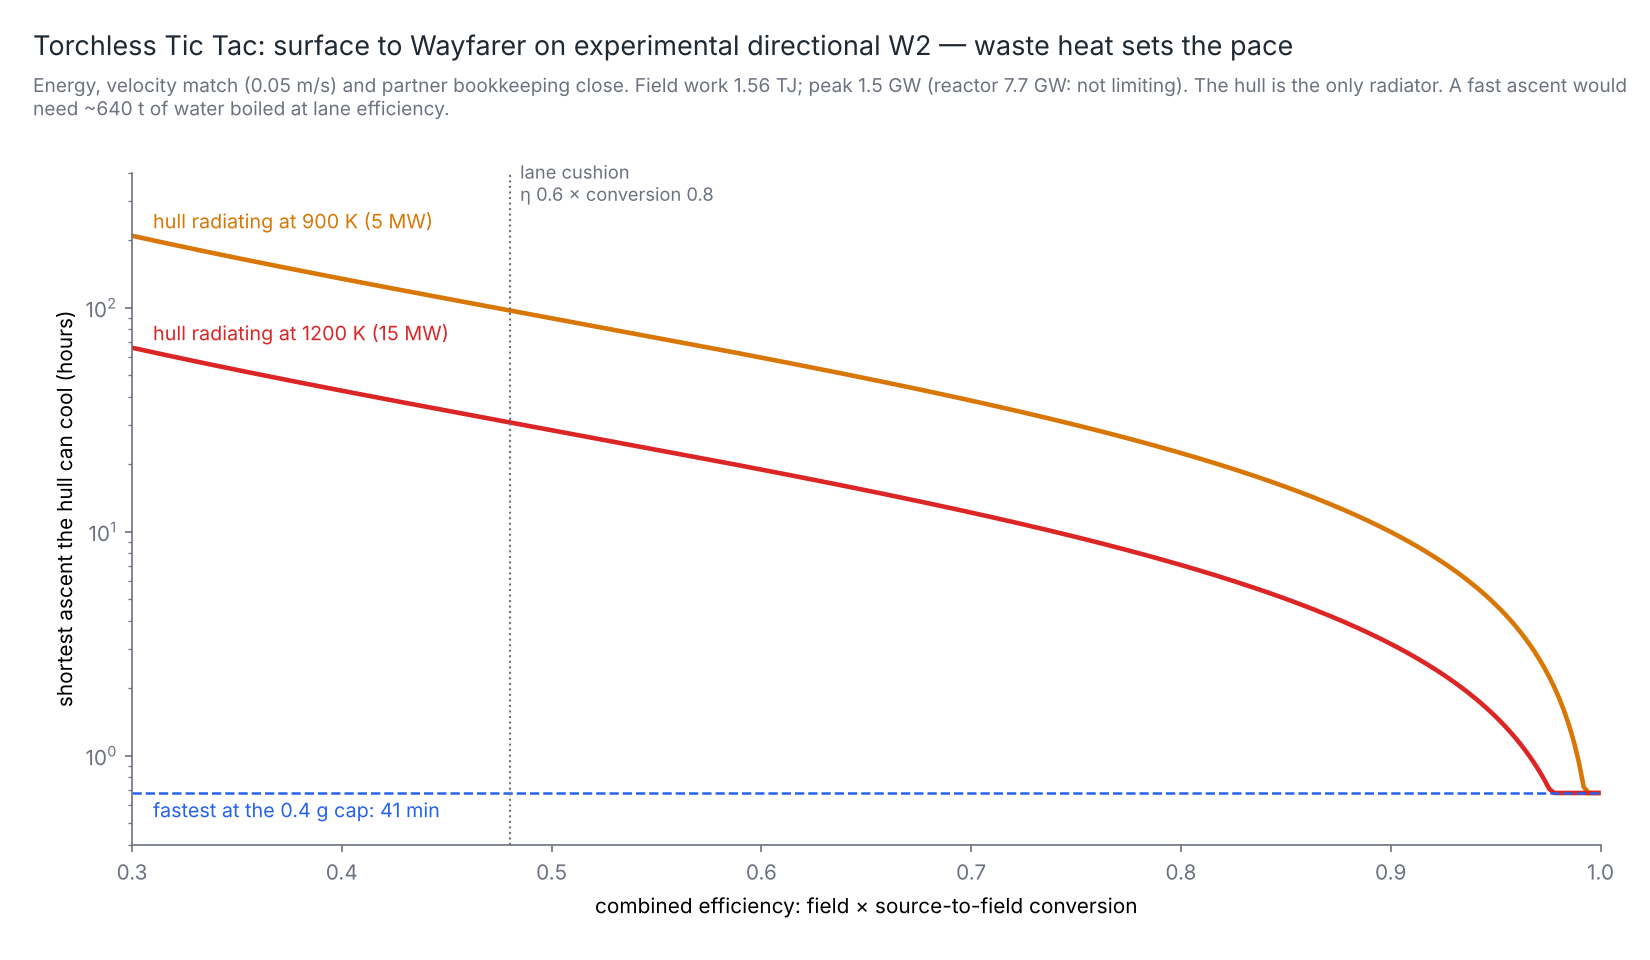 Torchless Tic Tac: surface to Wayfarer on experimental directional W2 — waste heat sets the pace
Energy, velocity match (0.05 m/s) and partner bookkeeping close. Field work 1.56 TJ; peak 1.5 GW (reactor 7.7 GW: not limiting). The hull is the only radiator. A fast ascent would
need ~640 t of water boiled at lane efficiency.
lane cushion
η 0.6 × conversion 0.8
hull radiating at 900 K (5 MW)
hull radiating at 1200 K (15 MW)
fastest at the 0.4 g cap: 41 min
shortest ascent the hull can cool (hours)
10²
10¹
10⁰
0.3 0.4 0.5 0.6 0.7 0.8 0.9 1.0
combined efficiency: field × source-to-field conversion